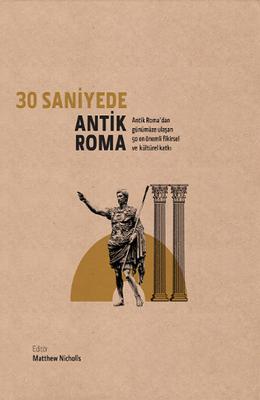 30 SANİYEDE
ANTİK
ROMA
Antik Roma'dan
günümüze ulaşan
50 en önemli fikirsel
ve kültürel katkı
Editör
Matthew Nicholls